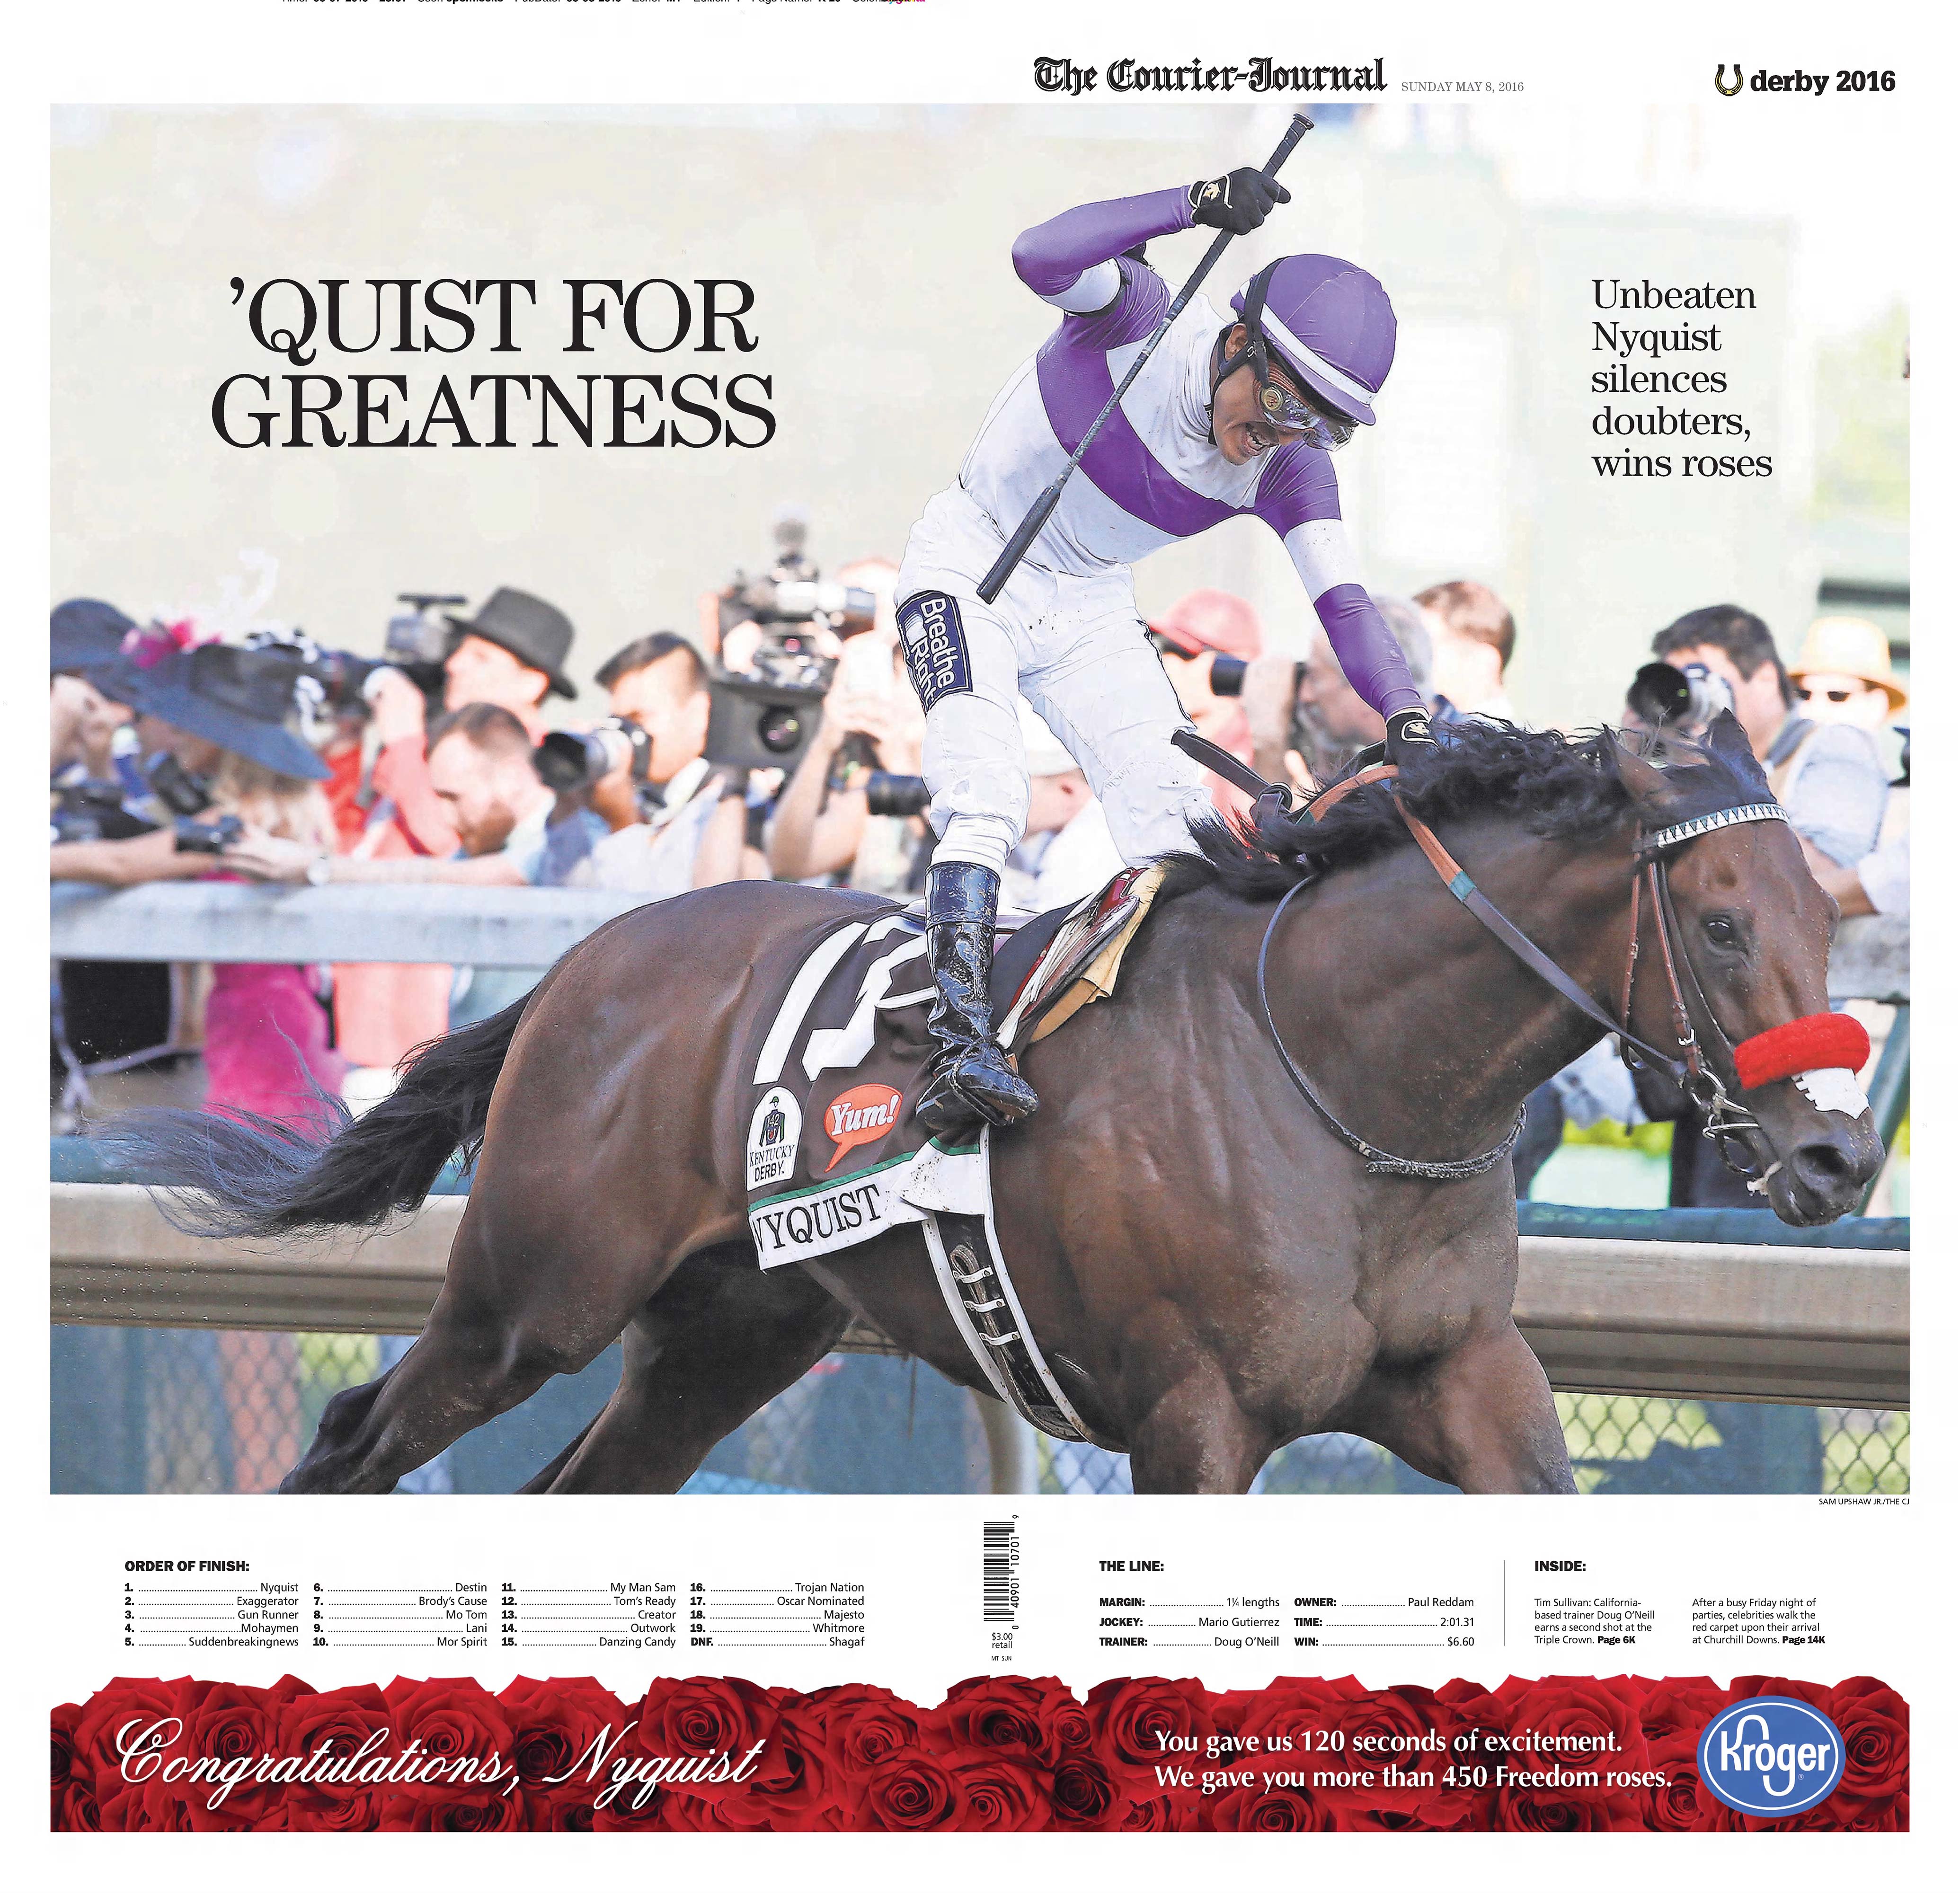 The Courier-Journal SUNDAY MAY 8, 2016
derby 2016
'QUIST FOR
GREATNESS
Unbeaten
Nyquist
silences
doubters,
wins roses
Breathe
Right
Yum!
KENTUCKY
DERBY
NYQUIST
SAM UPSHAW JR./THE CJ
ORDER OF FINISH:
1. Nyquist
2. Exaggerator
3. Gun Runner
4. Mohaymen
5. Suddenbreakingnews
6. Destin
7. Brody's Cause
8. Mo Tom
9. Lani
10. Mor Spirit
11. My Man Sam
12. Tom's Ready
13. Creator
14. Outwork
15. Danzing Candy
16. Trojan Nation
17. Oscar Nominated
18. Majesto
19. Whitmore
DNF. Shagaf
0 40901 10701 9
$3.00
retail
MT SUN
THE LINE:
MARGIN: 1¼ lengths
JOCKEY: Mario Gutierrez
TRAINER: Doug O'Neill
OWNER: Paul Reddam
TIME: 2:01.31
WIN: $6.60
INSIDE:
Tim Sullivan: California-
based trainer Doug O'Neill
earns a second shot at the
Triple Crown. Page 6K
After a busy Friday night of
parties, celebrities walk the
red carpet upon their arrival
at Churchill Downs. Page 14K
Congratulations, Nyquist
You gave us 120 seconds of excitement.
We gave you more than 450 Freedom roses.
Kroger